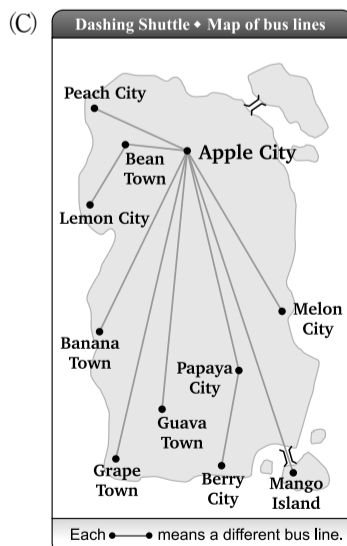 (C)
Dashing Shuttle ◆ Map of bus lines
Peach City
Apple City
Bean
Town
Lemon City
Melon
City
Banana
Town
Papaya
City
Guava
Town
Grape
Town
Berry
City
Mango
Island
Each means a different bus line.